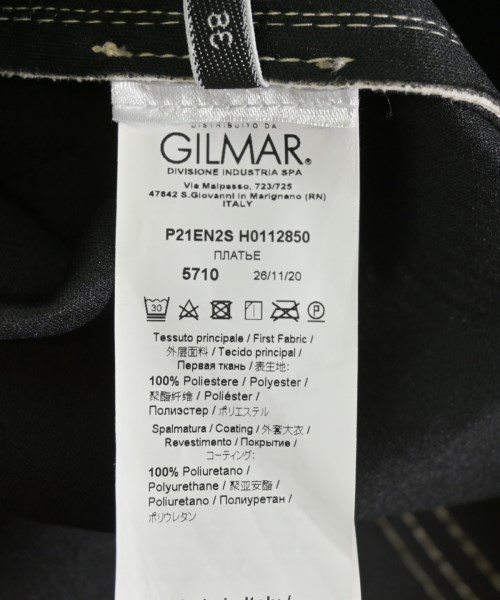 38
DISTRIBUITO DA
GILMAR®
DIVISIONE INDUSTRIA SPA
Via Malpasso, 723/725
47842 S.Giovanni in Marignano (RN)
ITALY
P21EN2S H0112850
ПЛАТЬЕ
5710 26/11/20
30 P
Tessuto principale / First Fabric /
外层面料 / Tecido principal /
Первая ткань / 表生地:
100% Poliestere / Polyester /
聚酯纤维 / Poliéster /
Полиэстер / ポリエステル
Spalmatura / Coating / 外套大衣 /
Revestimento / Покрытие /
コーティング:
100% Poliuretano /
Polyurethane / 聚亚安酯 /
Poliuretano / Полиуретан /
ポリウレタン